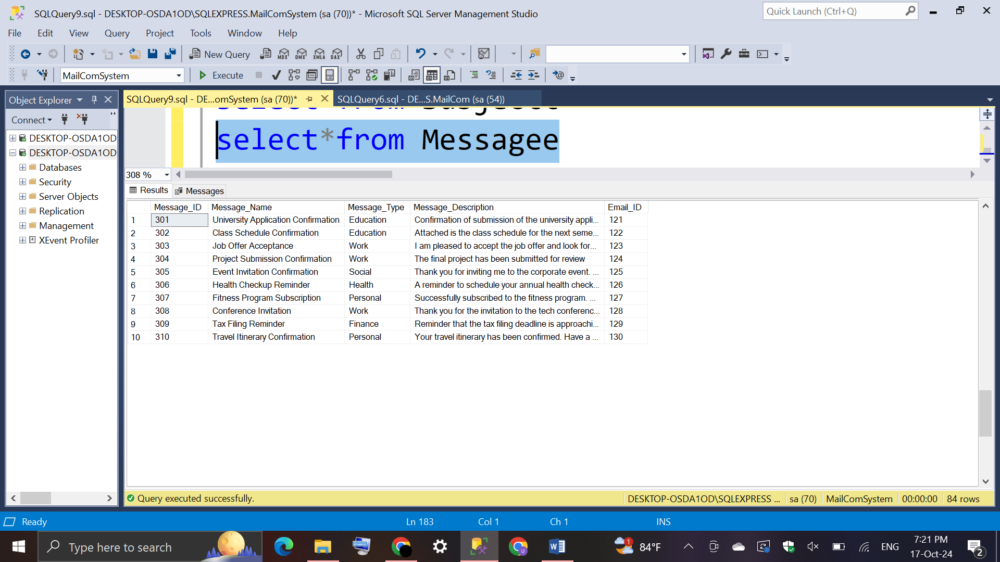 SQLQuery9.sql - DESKTOP-OSDA1OD\SQLEXPRESS.MailComSystem (sa (70))* - Microsoft SQL Server Management Studio
Quick Launch (Ctrl+Q)
File Edit View Query Project Tools Window Help
New Query MDX DMX XMLA DAX
MailComSystem Execute
Object Explorer
SQLQuery9.sql - DE...omSystem (sa (70))* SQLQuery6.sql - DE...S.MailCom (sa (54))
Connect
DESKTOP-OSDA1OD
DESKTOP-OSDA1OD
Databases
Security
Server Objects
Replication
Management
XEvent Profiler
select*from Messagee
308 %
Results Messages
Message_ID Message_Name Message_Type Message_Description Email_ID
1 301 University Application Confirmation Education Confirmation of submission of the university appli... 121
2 302 Class Schedule Confirmation Education Attached is the class schedule for the next seme... 122
3 303 Job Offer Acceptance Work I am pleased to accept the job offer and look for... 123
4 304 Project Submission Confirmation Work The final project has been submitted for review 124
5 305 Event Invitation Confirmation Social Thank you for inviting me to the corporate event. ... 125
6 306 Health Checkup Reminder Health A reminder to schedule your annual health check... 126
7 307 Fitness Program Subscription Personal Successfully subscribed to the fitness program. ... 127
8 308 Conference Invitation Work Thank you for the invitation to the tech conferenc... 128
9 309 Tax Filing Reminder Finance Reminder that the tax filing deadline is approachi... 129
10 310 Travel Itinerary Confirmation Personal Your travel itinerary has been confirmed. Have a ... 130
Query executed successfully. DESKTOP-OSDA1OD\SQLEXPRESS ... sa (70) MailComSystem 00:00:00 84 rows
Ready Ln 183 Col 1 Ch 1 INS
Type here to search 1 84°F ENG 7:21 PM
17-Oct-24 2